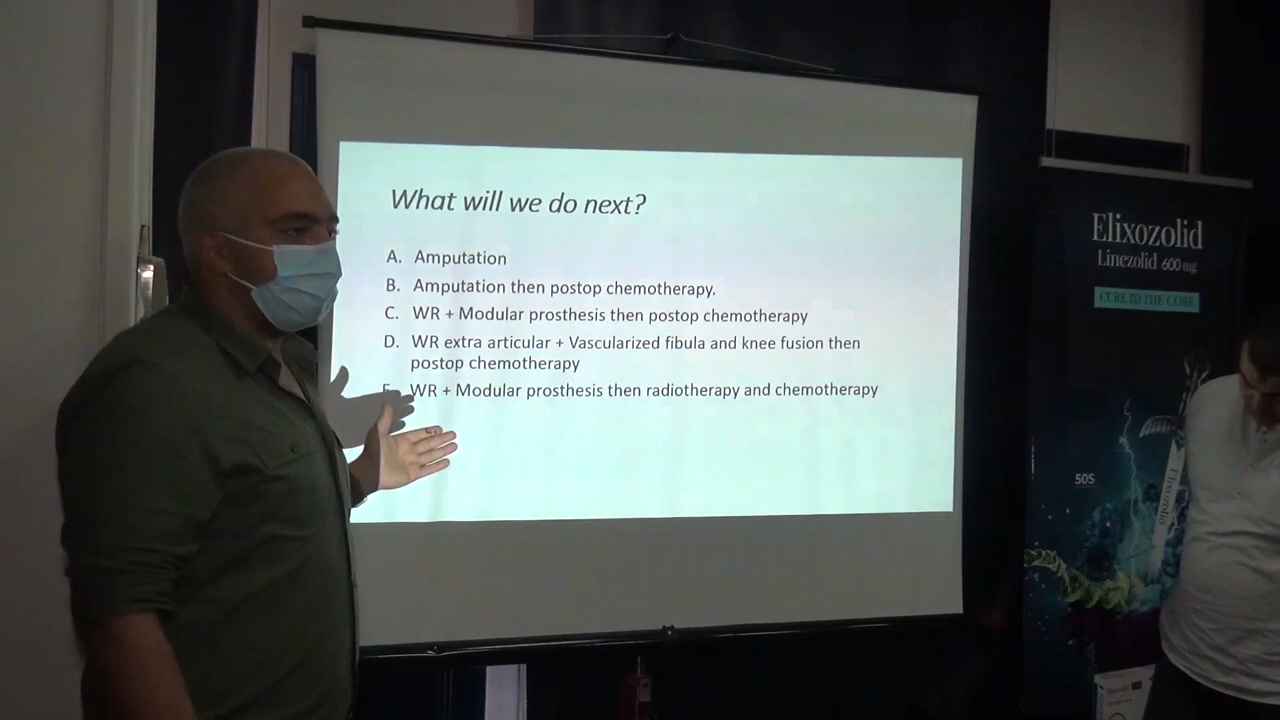 What will we do next?
A. Amputation
B. Amputation then postop chemotherapy.
C. WR + Modular prosthesis then postop chemotherapy
D. WR extra articular + Vascularized fibula and knee fusion then
postop chemotherapy
E. WR + Modular prosthesis then radiotherapy and chemotherapy
Elixozolid
Linezolid 600mg
CURE TO THE CORE
50S
Elixozolid